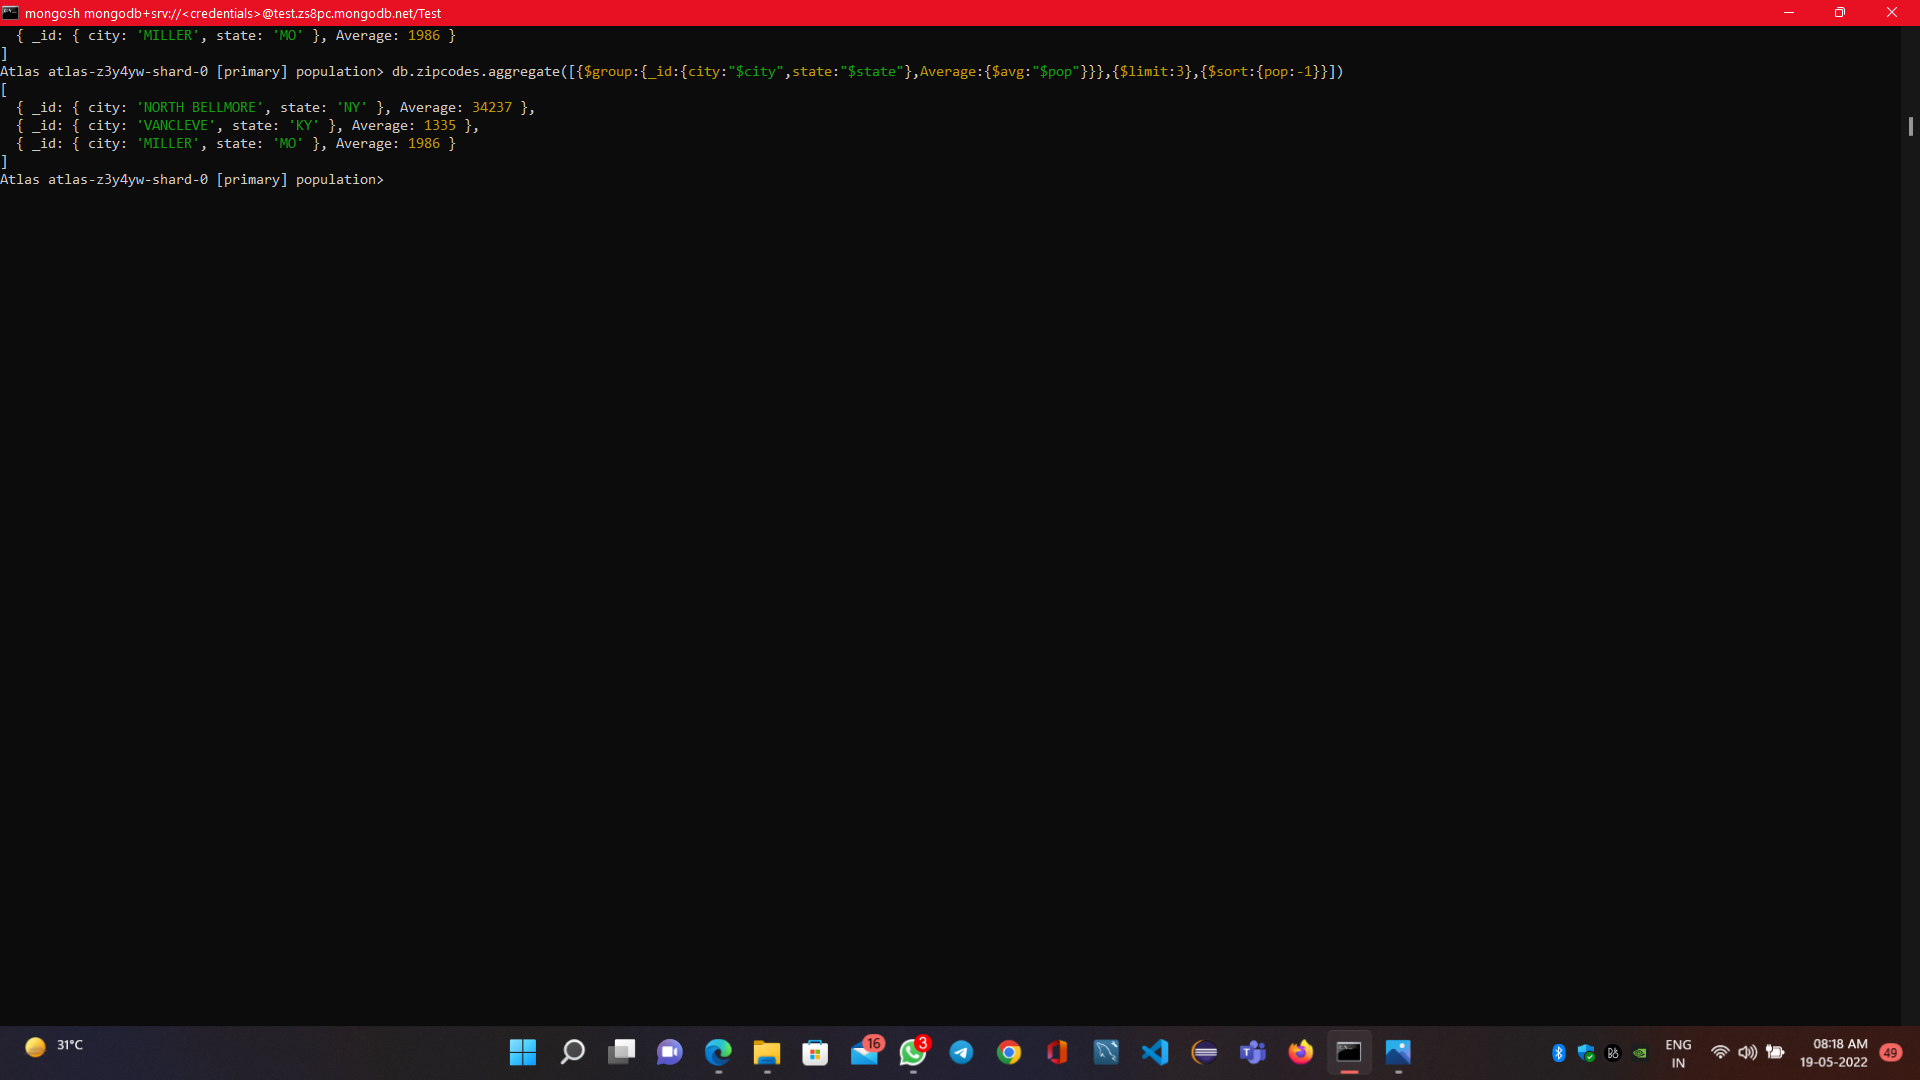 mongosh mongodb+srv://<credentials>@test.zs8pc.mongodb.net/Test
{ _id: { city: 'MILLER', state: 'MO' }, Average: 1986 }
]
Atlas atlas-z3y4yw-shard-0 [primary] population> db.zipcodes.aggregate([{$group:{_id:{city:"$city",state:"$state"},Average:{$avg:"$pop"}}},{$limit:3},{$sort:{pop:-1}}])
[
{ _id: { city: 'NORTH BELLMORE', state: 'NY' }, Average: 34237 },
{ _id: { city: 'VANCLEVE', state: 'KY' }, Average: 1335 },
{ _id: { city: 'MILLER', state: 'MO' }, Average: 1986 }
]
Atlas atlas-z3y4yw-shard-0 [primary] population>
31°C
16
3
ENG
IN
08:18 AM
19-05-2022
49